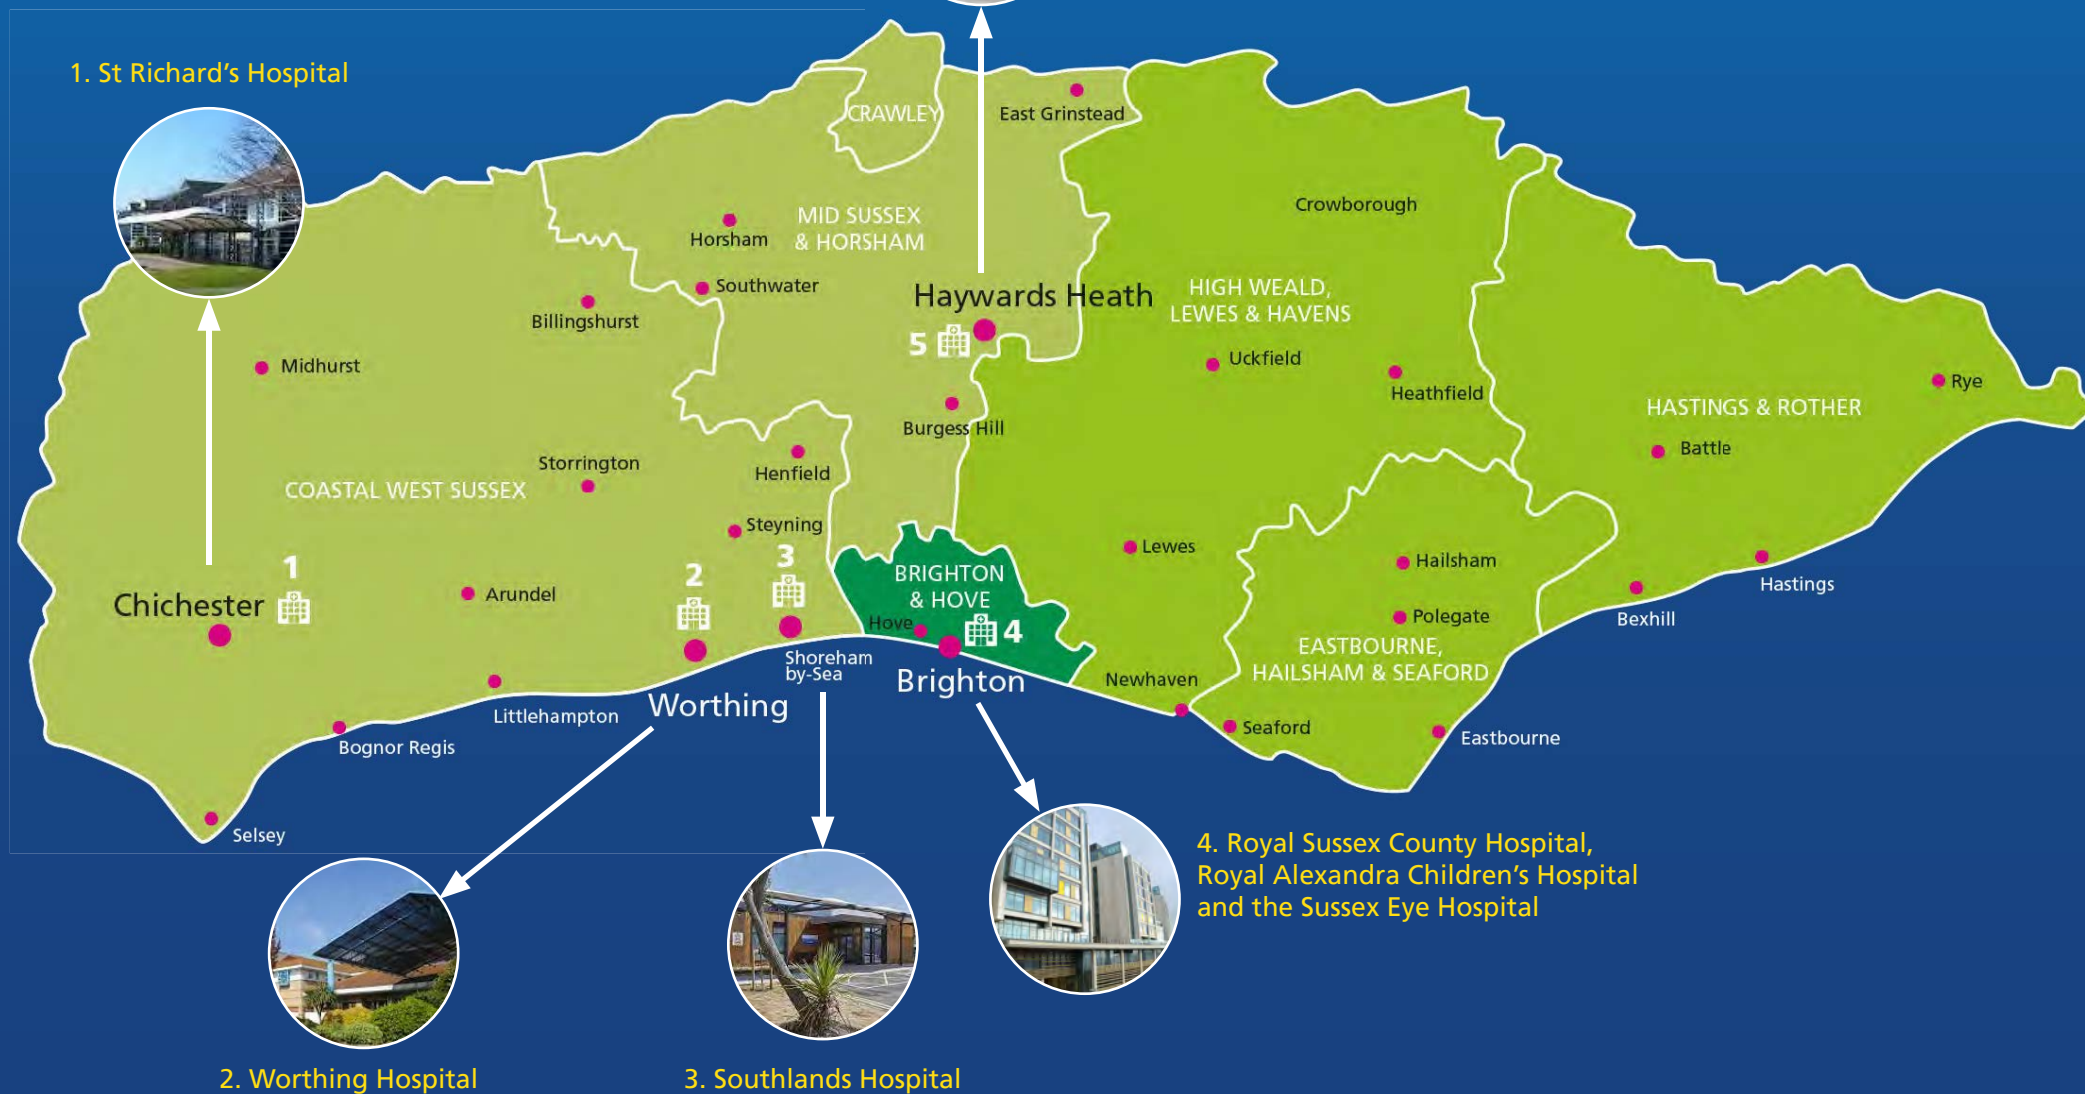 1. St Richard’s Hospital
CRAWLEY
East Grinstead
Crowborough
MID SUSSEX
& HORSHAM
Horsham
Southwater
Billingshurst
Haywards Heath
5
HIGH WEALD,
LEWES & HAVENS
Uckfield
Heathfield
Midhurst
Rye
HASTINGS & ROTHER
Battle
Burgess Hill
Henfield
Storrington
COASTAL WEST SUSSEX
Steyning
Lewes
Hailsham
Hastings
Bexhill
Polegate
EASTBOURNE,
HAILSHAM & SEAFORD
1
Chichester
Arundel
2
3
BRIGHTON
& HOVE
Hove
4
Shoreham
by-Sea
Brighton
Newhaven
Seaford
Eastbourne
Worthing
Littlehampton
Bognor Regis
Selsey
4. Royal Sussex County Hospital,
Royal Alexandra Children’s Hospital
and the Sussex Eye Hospital
2. Worthing Hospital
3. Southlands Hospital